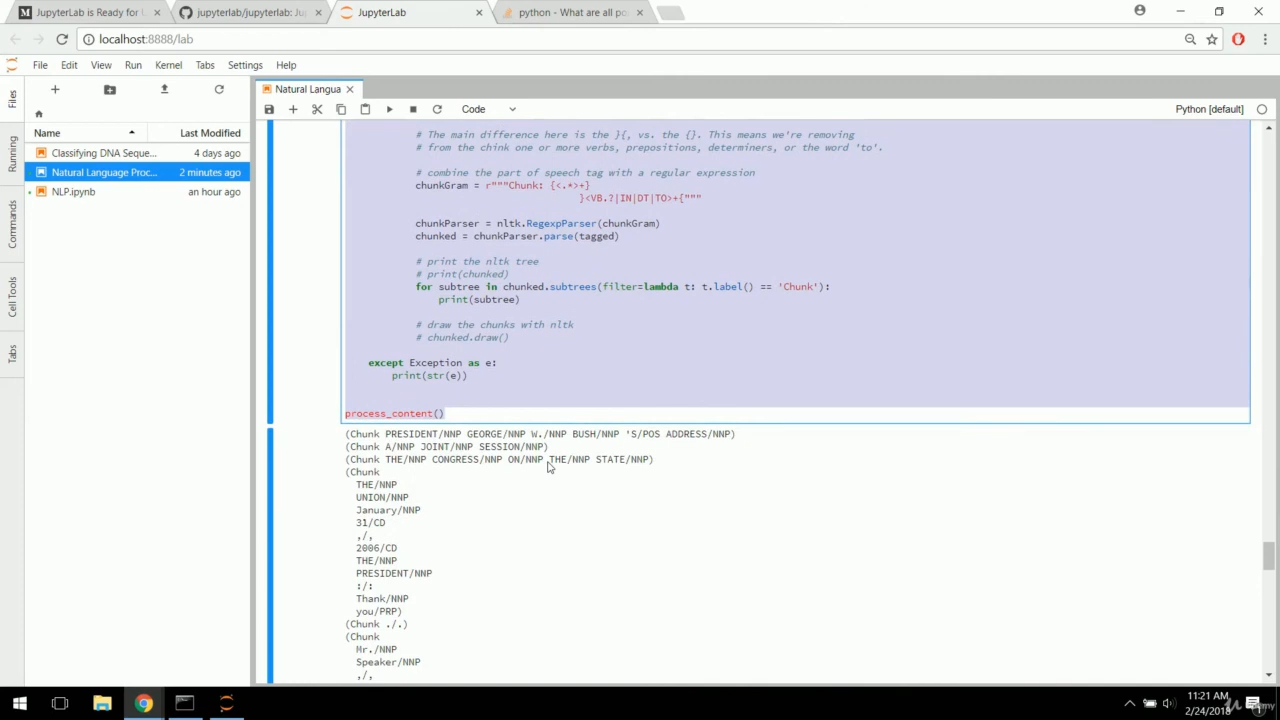 JupyterLab is Ready for U
jupyterlab/jupyterlab: Ju
JupyterLab
python - What are all po
localhost:8888/lab
File Edit View Run Kernel Tabs Settings Help
Files
Running
Commands
Cell Tools
Tabs
Name Last Modified
Classifying DNA Seque... 4 days ago
Natural Language Proc... 2 minutes ago
NLP.ipynb an hour ago
Natural Langua
Code
Python [default]
# The main difference here is the }{, vs. the {}. This means we're removing
# from the chink one or more verbs, prepositions, determiners, or the word 'to'.
# combine the part of speech tag with a regular expression
chunkGram = r"""Chunk: {<.*>+}
}<VB.?|IN|DT|TO>+{"""
chunkParser = nltk.RegexpParser(chunkGram)
chunked = chunkParser.parse(tagged)
# print the nltk tree
# print(chunked)
for subtree in chunked.subtrees(filter=lambda t: t.label() == 'Chunk'):
print(subtree)
# draw the chunks with nltk
# chunked.draw()
except Exception as e:
print(str(e))
process_content()
(Chunk PRESIDENT/NNP GEORGE/NNP W./NNP BUSH/NNP 'S/POS ADDRESS/NNP)
(Chunk A/NNP JOINT/NNP SESSION/NNP)
(Chunk THE/NNP CONGRESS/NNP ON/NNP THE/NNP STATE/NNP)
(Chunk
THE/NNP
UNION/NNP
January/NNP
31/CD
,/,
2006/CD
THE/NNP
PRESIDENT/NNP
:/:
Thank/NNP
you/PRP)
(Chunk ./.)
(Chunk
Mr./NNP
Speaker/NNP
,/,
11:21 AM
2/24/2018